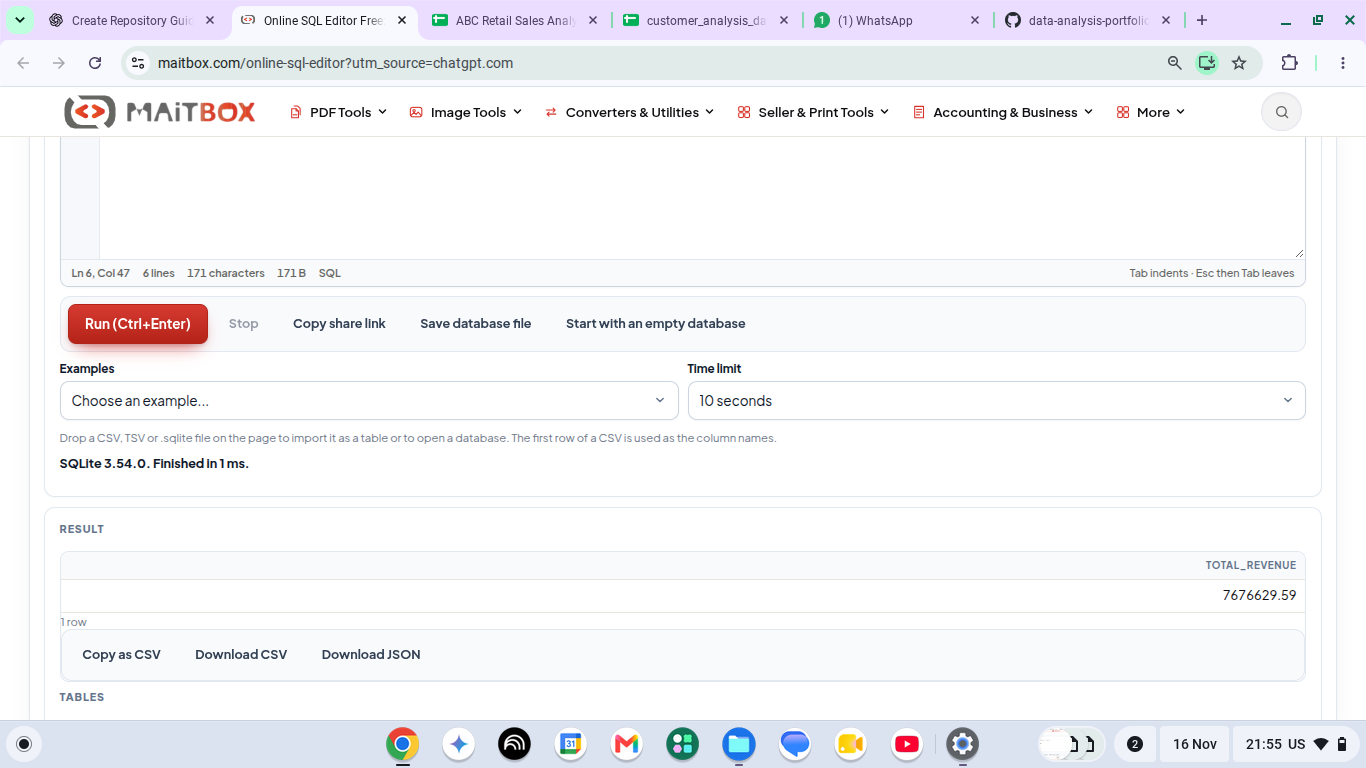 Create Repository Guid
Online SQL Editor Free
ABC Retail Sales Analy
customer_analysis_da
(1) WhatsApp
data-analysis-portfolio
maitbox.com/online-sql-editor?utm_source=chatgpt.com
MAiTBOX
PDF Tools
Image Tools
Converters & Utilities
Seller & Print Tools
Accounting & Business
More
Ln 6, Col 47 6 lines 171 characters 171 B SQL
Tab indents · Esc then Tab leaves
Run (Ctrl+Enter)
Stop
Copy share link
Save database file
Start with an empty database
Examples
Time limit
Choose an example...
10 seconds
Drop a CSV, TSV or .sqlite file on the page to import it as a table or to open a database. The first row of a CSV is used as the column names.
SQLite 3.54.0. Finished in 1 ms.
RESULT
TOTAL_REVENUE
7676629.59
1 row
Copy as CSV
Download CSV
Download JSON
TABLES
31
2
16 Nov
21:55 US